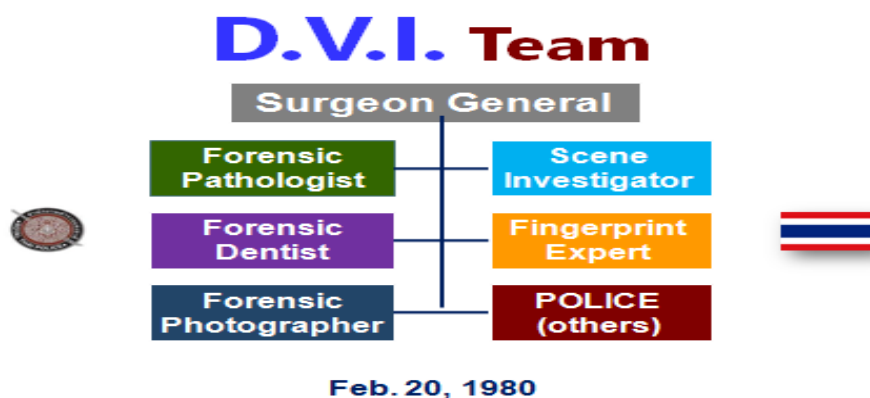 D.V.I. Team
Surgeon General
Forensic
Pathologist
Scene
Investigator
Forensic
Dentist
Fingerprint
Expert
Forensic
Photographer
POLICE
(others)
Feb. 20, 1980